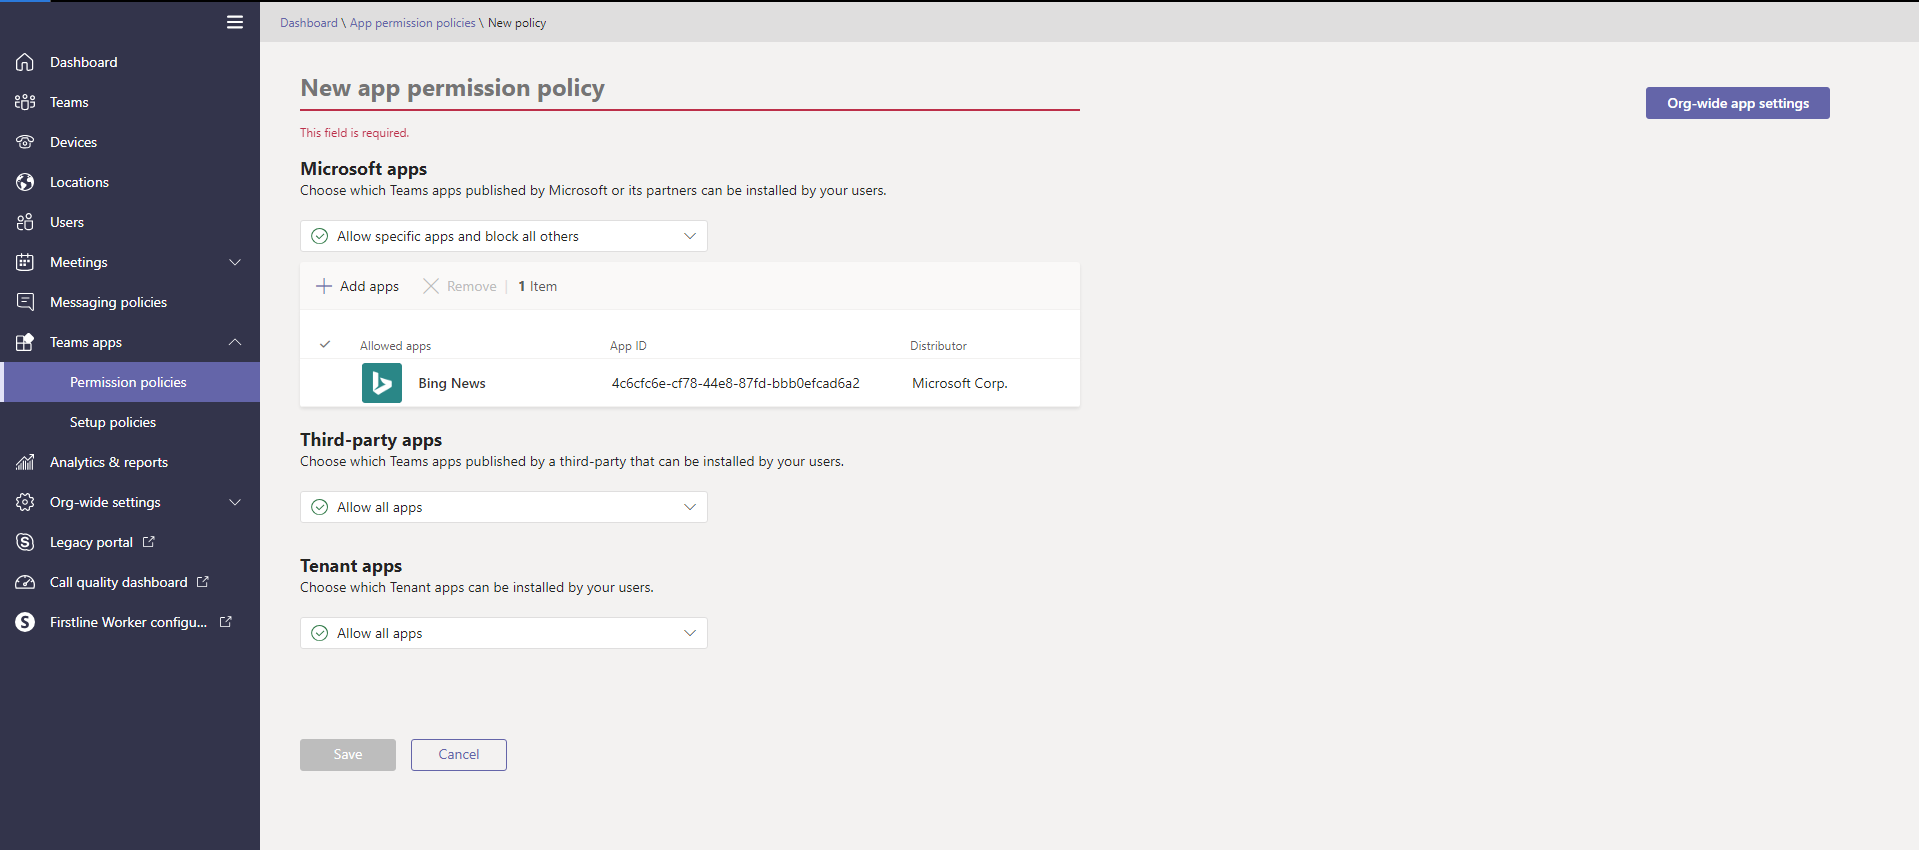 Dashboard \ App permission policies \ New policy
Dashboard
Teams
Devices
Locations
Users
Meetings
Messaging policies
Teams apps
Permission policies
Setup policies
Analytics & reports
Org-wide settings
Legacy portal
Call quality dashboard
Firstline Worker configu...
New app permission policy
Org-wide app settings
This field is required.
Microsoft apps
Choose which Teams apps published by Microsoft or its partners can be installed by your users.
Allow specific apps and block all others
Add apps Remove | 1 Item
Allowed apps App ID Distributor
Bing News 4c6cfc6e-cf78-44e8-87fd-bbb0efcad6a2 Microsoft Corp.
Third-party apps
Choose which Teams apps published by a third-party that can be installed by your users.
Allow all apps
Tenant apps
Choose which Tenant apps can be installed by your users.
Allow all apps
Save Cancel